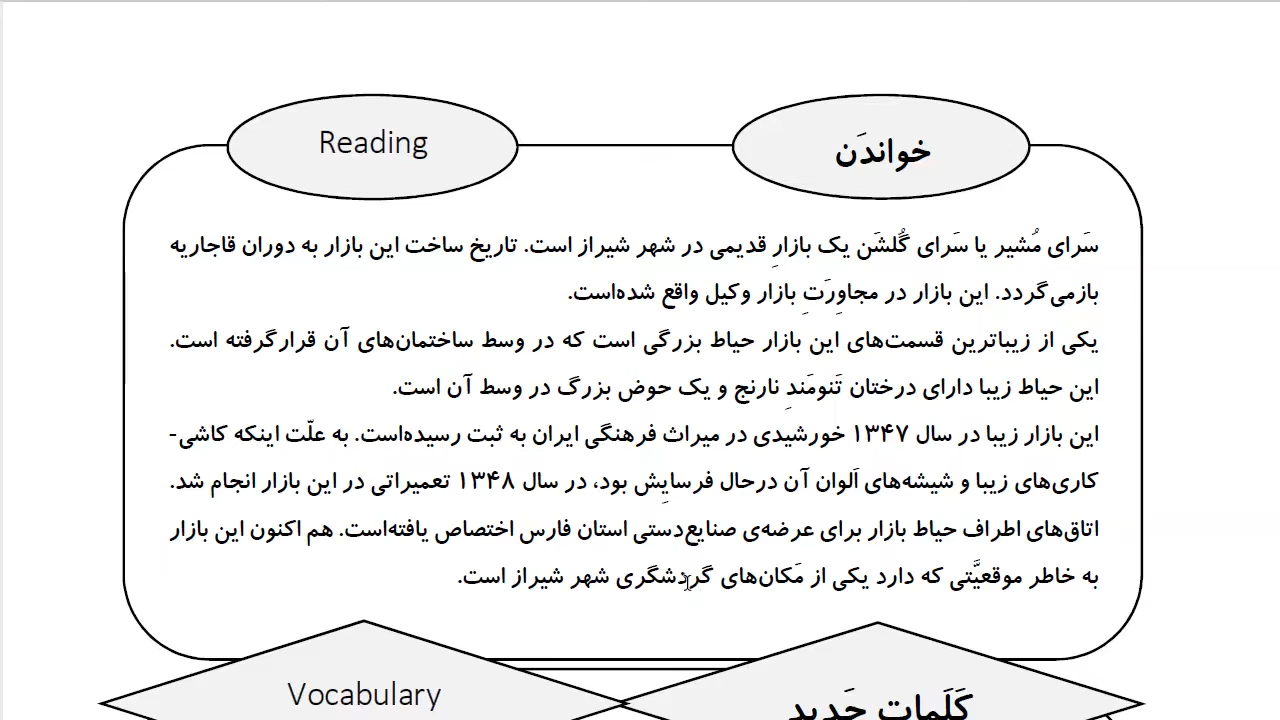 Reading
خواندَن
سَرای مُشیر یا سَرای گُلشَن یک بازارِ قدیمی در شهر شیراز است. تاریخ ساخت این بازار به دوران قاجاریه
بازمی‌گردد. این بازار در مجاوِرَتِ بازار وکیل واقع شده‌است.
یکی از زیباترین قسمت‌های این بازار حیاط بزرگی است که در وسط ساختمان‌های آن قرارگرفته است.
این حیاط زیبا دارای درختان تَنومَندِ نارنج و یک حوض بزرگ در وسط آن است.
این بازار زیبا در سال ۱۳۴۷ خورشیدی در میراث فرهنگی ایران به ثبت رسیده‌است. به علّت اینکه کاشی-
کاری‌های زیبا و شیشه‌های اَلوان آن درحال فرسایِش بود، در سال ۱۳۴۸ تعمیراتی در این بازار انجام شد.
اتاق‌های اطراف حیاط بازار برای عرضه‌ی صنایع‌دستی استان فارس اختصاص یافته‌است. هم اکنون این بازار
به خاطر موقعیَّتی که دارد یکی از مَکان‌های گردشگری شهر شیراز است.
Vocabulary
کَلَماتِ جَدید